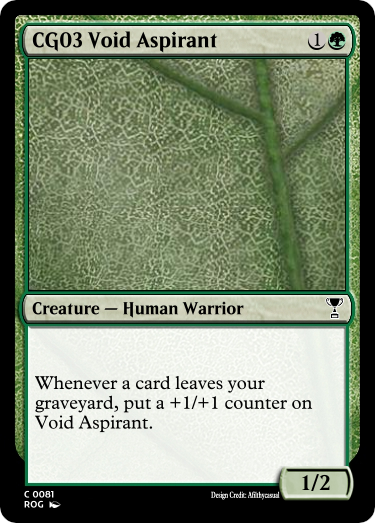 CG03 Void Aspirant
1
Creature — Human Warrior
Whenever a card leaves your
graveyard, put a +1/+1 counter on
Void Aspirant.
1/2
C 0081
ROG
Design Credit: Afilthycasual